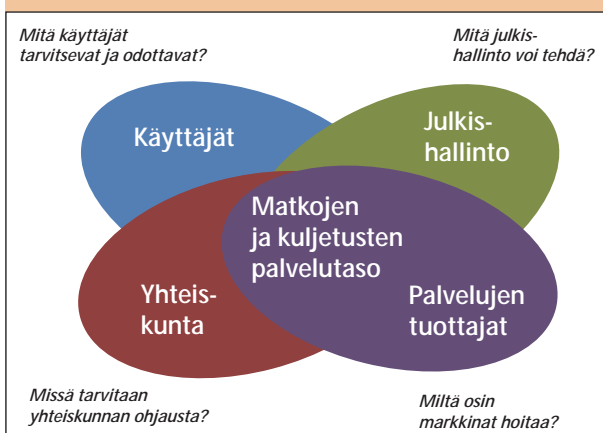 Mitä käyttäjät
tarvitsevat ja odottavat?
Mitä julkis-
hallinto voi tehdä?
Käyttäjät
Julkis-
hallinto
Matkojen
ja kuljetusten
palvelutaso
Yhteis-
kunta
Palvelujen
tuottajat
Missä tarvitaan
yhteiskunnan ohjausta?
Miltä osin
markkinat hoitaa?